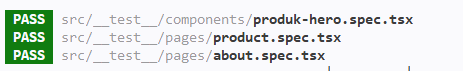 PASS src/__test__/components/produk-hero.spec.tsx
PASS src/__test__/pages/product.spec.tsx
PASS src/__test__/pages/about.spec.tsx